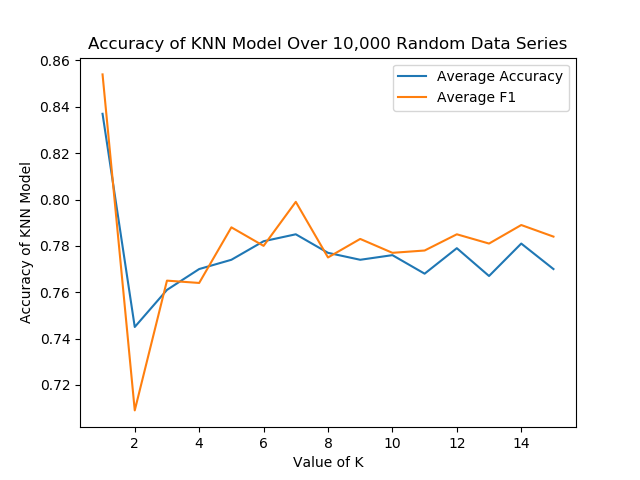 Accuracy of KNN Model Over 10,000 Random Data Series
Average Accuracy
Average F1
Accuracy of KNN Model
0.86
0.84
0.82
0.80
0.78
0.76
0.74
0.72
2 4 6 8 10 12 14
Value of K